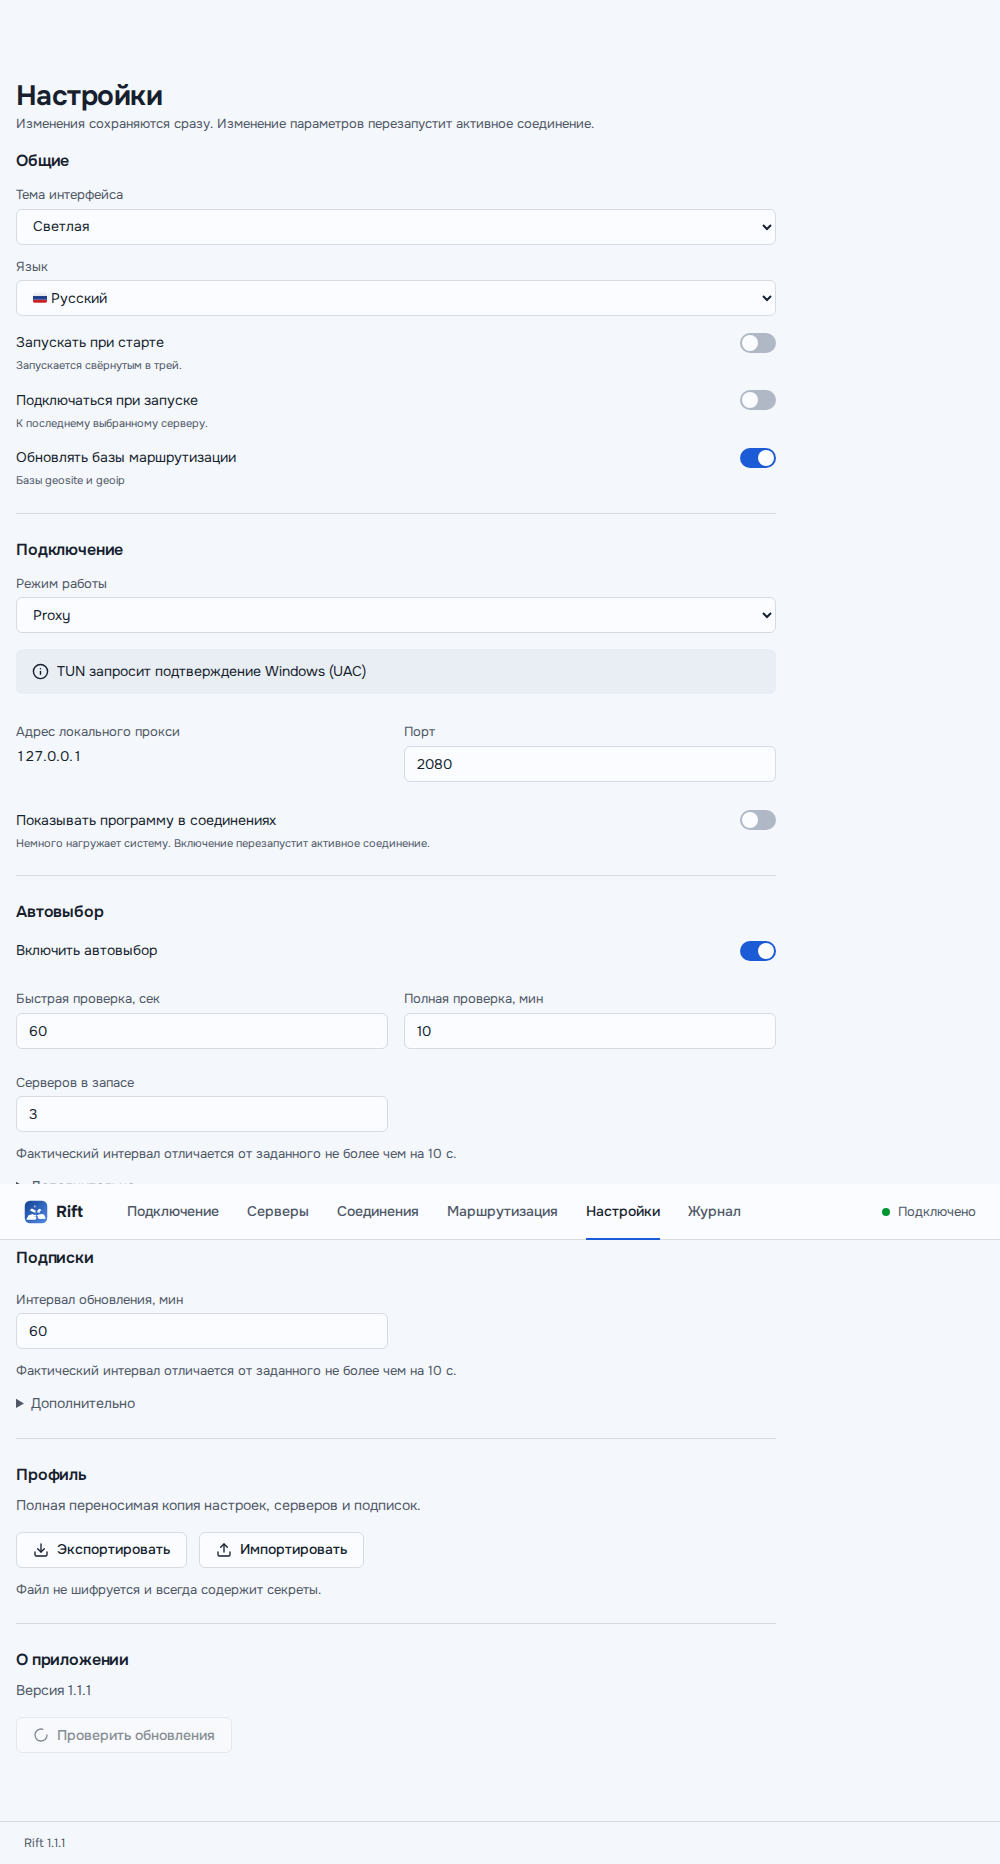 Настройки
Изменения сохраняются сразу. Изменение параметров перезапустит активное соединение.
Общие
Тема интерфейса
Светлая
Язык
Русский
Запускать при старте
Запускается свёрнутым в трей.
Подключаться при запуске
К последнему выбранному серверу.
Обновлять базы маршрутизации
Базы geosite и geoip
Подключение
Режим работы
Proxy
TUN запросит подтверждение Windows (UAC)
Адрес локального прокси
Порт
127.0.0.1
2080
Показывать программу в соединениях
Немного нагружает систему. Включение перезапустит активное соединение.
Автовыбор
Включить автовыбор
Быстрая проверка, сек
Полная проверка, мин
60
10
Серверов в запасе
3
Фактический интервал отличается от заданного не более чем на 10 с.
Rift Подключение Серверы Соединения Маршрутизация Настройки Журнал Подключено
Подписки
Интервал обновления, мин
60
Фактический интервал отличается от заданного не более чем на 10 с.
Дополнительно
Профиль
Полная переносимая копия настроек, серверов и подписок.
Экспортировать Импортировать
Файл не шифруется и всегда содержит секреты.
О приложении
Версия 1.1.1
Проверить обновления
Rift 1.1.1